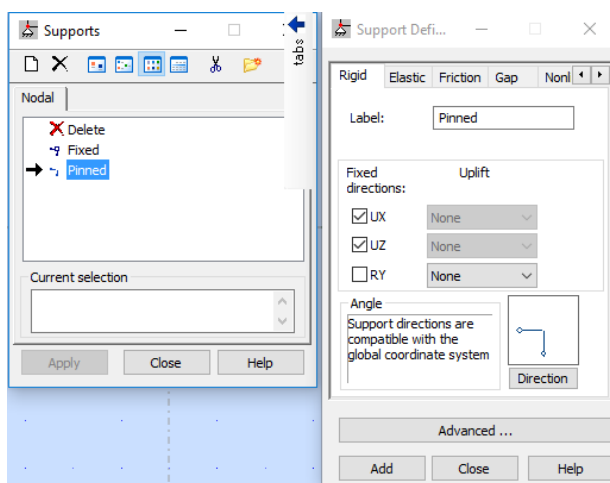 Supports
tabs
Nodal
Delete
Fixed
Pinned
Current selection
Apply Close Help
Support Defi...
Rigid Elastic Friction Gap Nonl
Label: Pinned
Fixed directions: Uplift
UX None
UZ None
RY None
Angle
Support directions are
compatible with the
global coordinate system
Direction
Advanced ...
Add Close Help